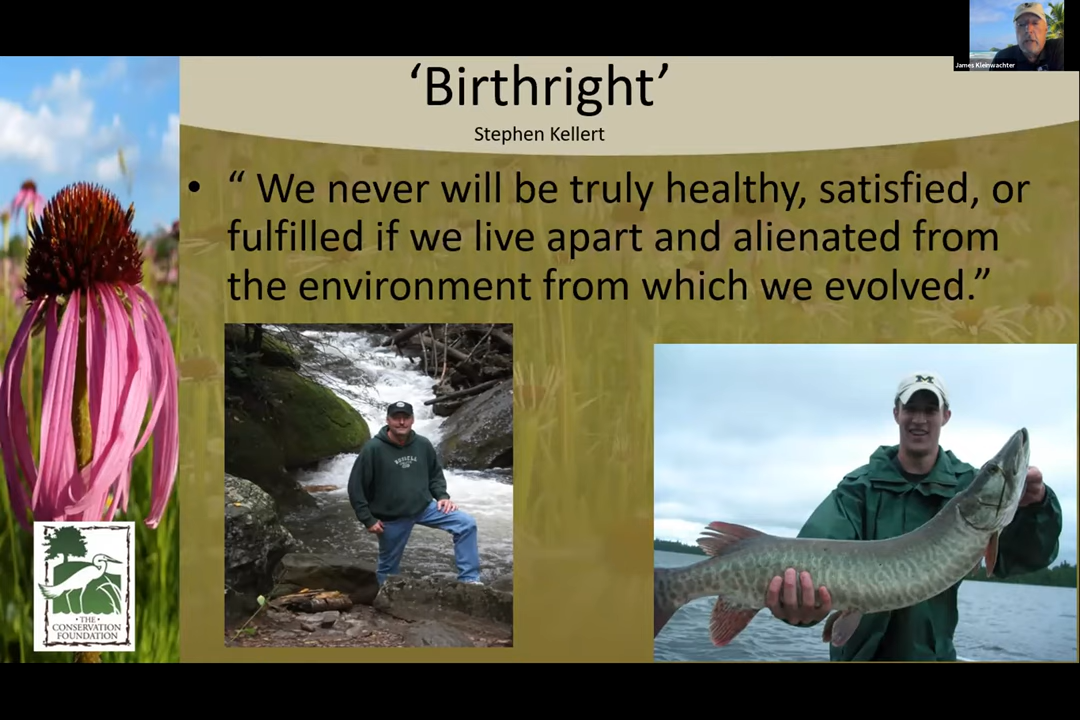 James Kleinwachter
‘Birthright’
Stephen Kellert
• “ We never will be truly healthy, satisfied, or
fulfilled if we live apart and alienated from
the environment from which we evolved.”
M
• THE •
CONSERVATION
FOUNDATION